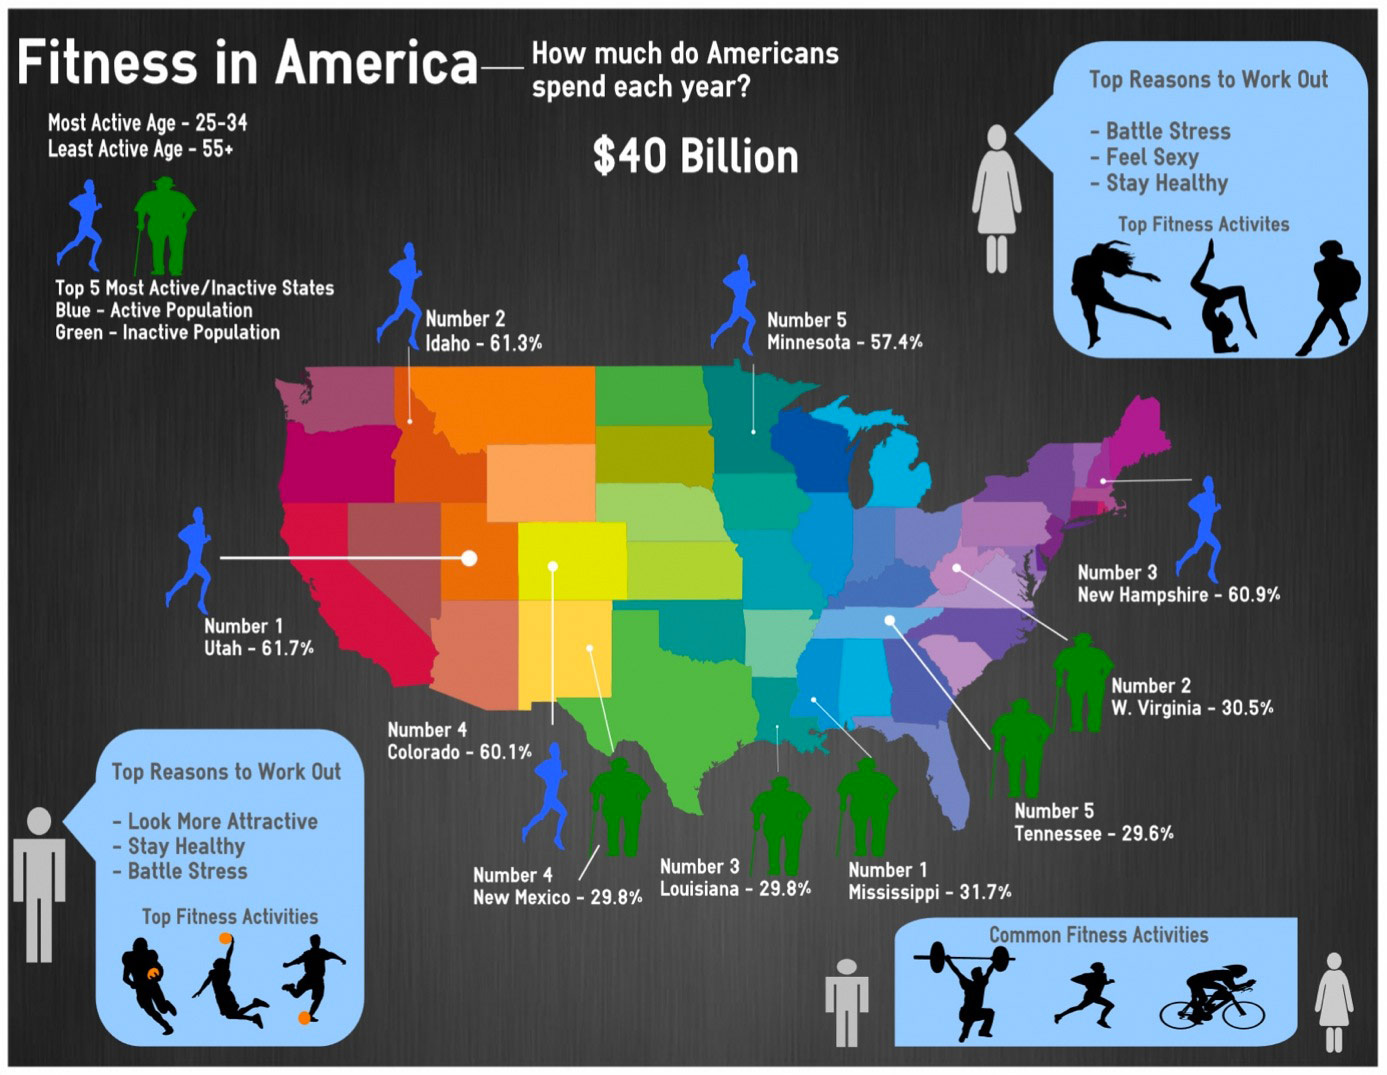 Fitness in America
How much do Americans
spend each year?
$40 Billion
Most Active Age - 25-34
Least Active Age - 55+
Top 5 Most Active/Inactive States
Blue - Active Population
Green - Inactive Population
Top Reasons to Work Out
- Battle Stress
- Feel Sexy
- Stay Healthy
Top Fitness Activites
Number 2
Idaho - 61.3%
Number 5
Minnesota - 57.4%
Number 3
New Hampshire - 60.9%
Number 1
Utah - 61.7%
Number 2
W. Virginia - 30.5%
Number 4
Colorado - 60.1%
Number 5
Tennessee - 29.6%
Number 4
New Mexico - 29.8%
Number 3
Louisiana - 29.8%
Number 1
Mississippi - 31.7%
Top Reasons to Work Out
- Look More Attractive
- Stay Healthy
- Battle Stress
Top Fitness Activities
Common Fitness Activities